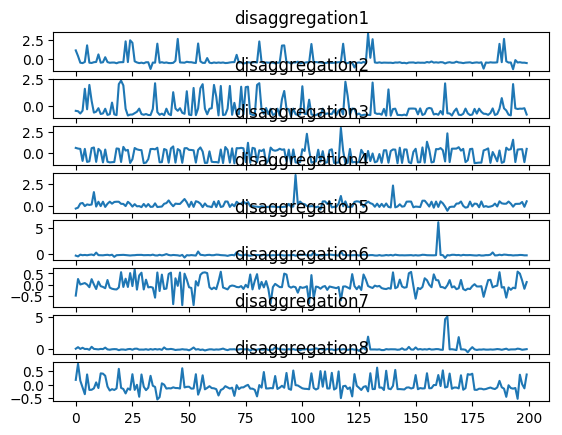 disaggregation1
2.5
0.0
disaggregation2
2.5
0.0
disaggregation3
2.5
0.0
disaggregation4
2.5
0.0
disaggregation5
5
0
disaggregation6
0.5
0.0
−0.5
disaggregation7
5
0
disaggregation8
0.5
0.0
−0.5
0 25 50 75 100 125 150 175 200